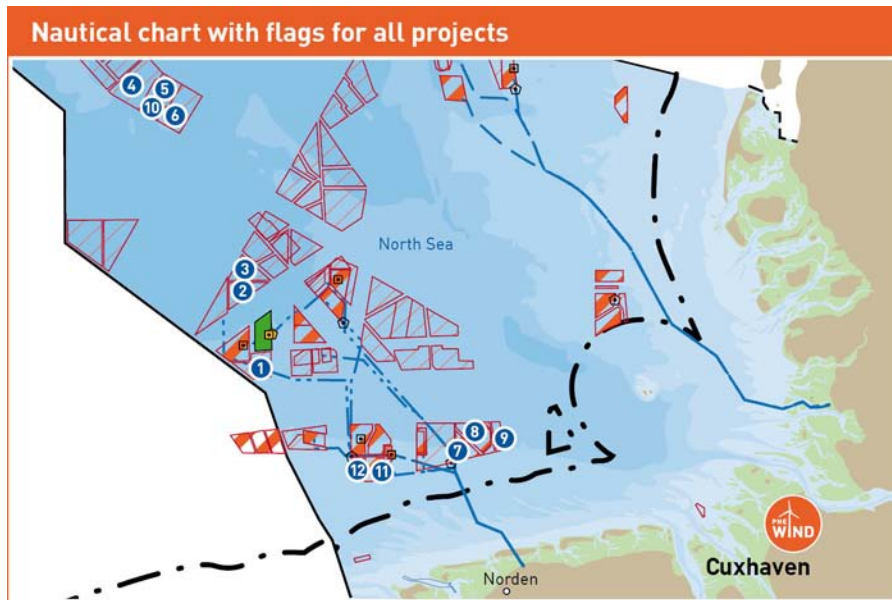 Nautical chart with flags for all projects
4
5
10
6
North Sea
3
2
1
8
7
9
12
11
PNE
WIND
Cuxhaven
Norden